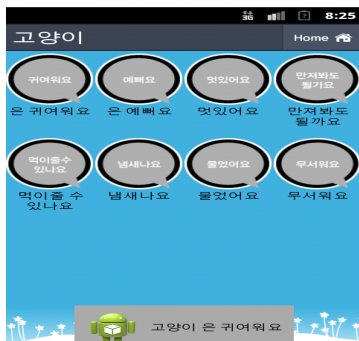 3G 8:25
고양이 Home
귀여워요 예뻐요 멋있어요 만져봐도
될가요
은 귀여워 요 은 예뻐 요 멋있어 요 만져봐도
될까요
먹이줄수
있나요 냄새나요 물었어요 무서워요
먹이줄 수
있나요 냄새나 요 물었어 요 무서워 요
고양이 은 귀여워 요